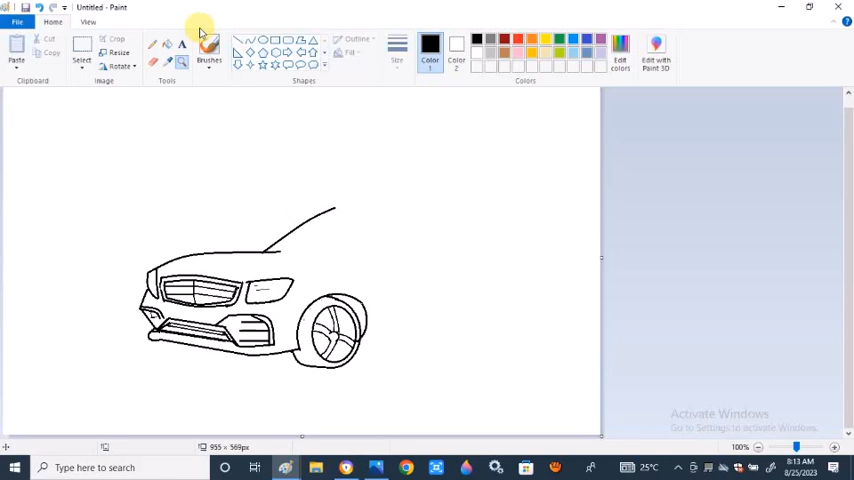 Untitled - Paint
File
Home
View
Paste
Cut
Copy
Clipboard
Select
Crop
Resize
Rotate
Image
A
Tools
Brushes
Outline
Fill
Shapes
Size
Color
1
Color
2
Edit
colors
Colors
Edit with
Paint 3D
Activate Windows
Go to Settings to activate Windows.
955 × 569px
100%
Type here to search
25°C
8:13 AM
8/25/2023